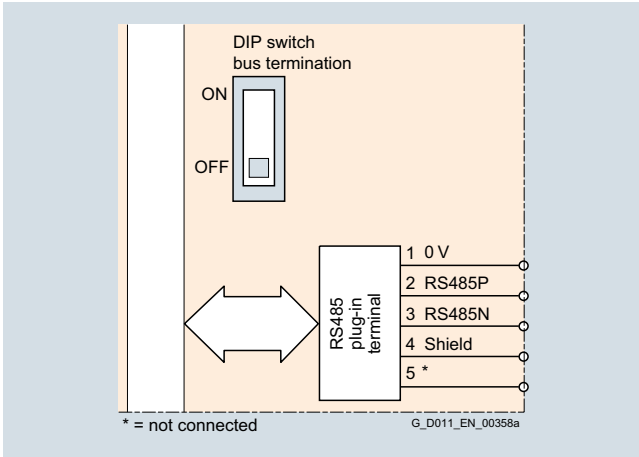 DIP switch
bus termination
ON
OFF
RS485
plug-in
terminal
1 0 V
2 RS485P
3 RS485N
4 Shield
5 *
* = not connected
G_D011_EN_00358a